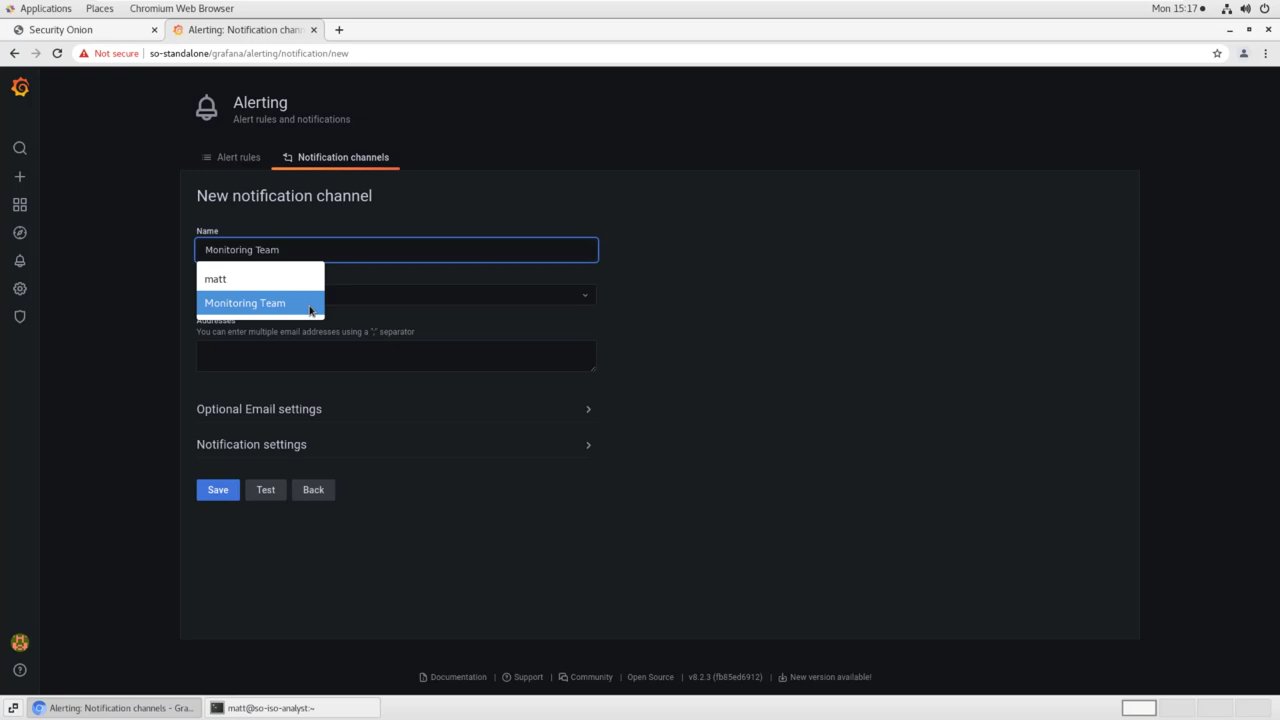 Applications Places Chromium Web Browser Mon 15:17
Security Onion × Alerting: Notification chann ×
Not secure so-standalone/grafana/alerting/notification/new
Alerting
Alert rules and notifications
Alert rules Notification channels
New notification channel
Name
Monitoring Team
matt
Monitoring Team
Addresses
You can enter multiple email addresses using a ";" separator
Optional Email settings
Notification settings
Save Test Back
Documentation | Support | Community | Open Source | v8.2.3 (fb85ed6912) | New version available!
Alerting: Notification channels - Gra... matt@so-iso-analyst:~